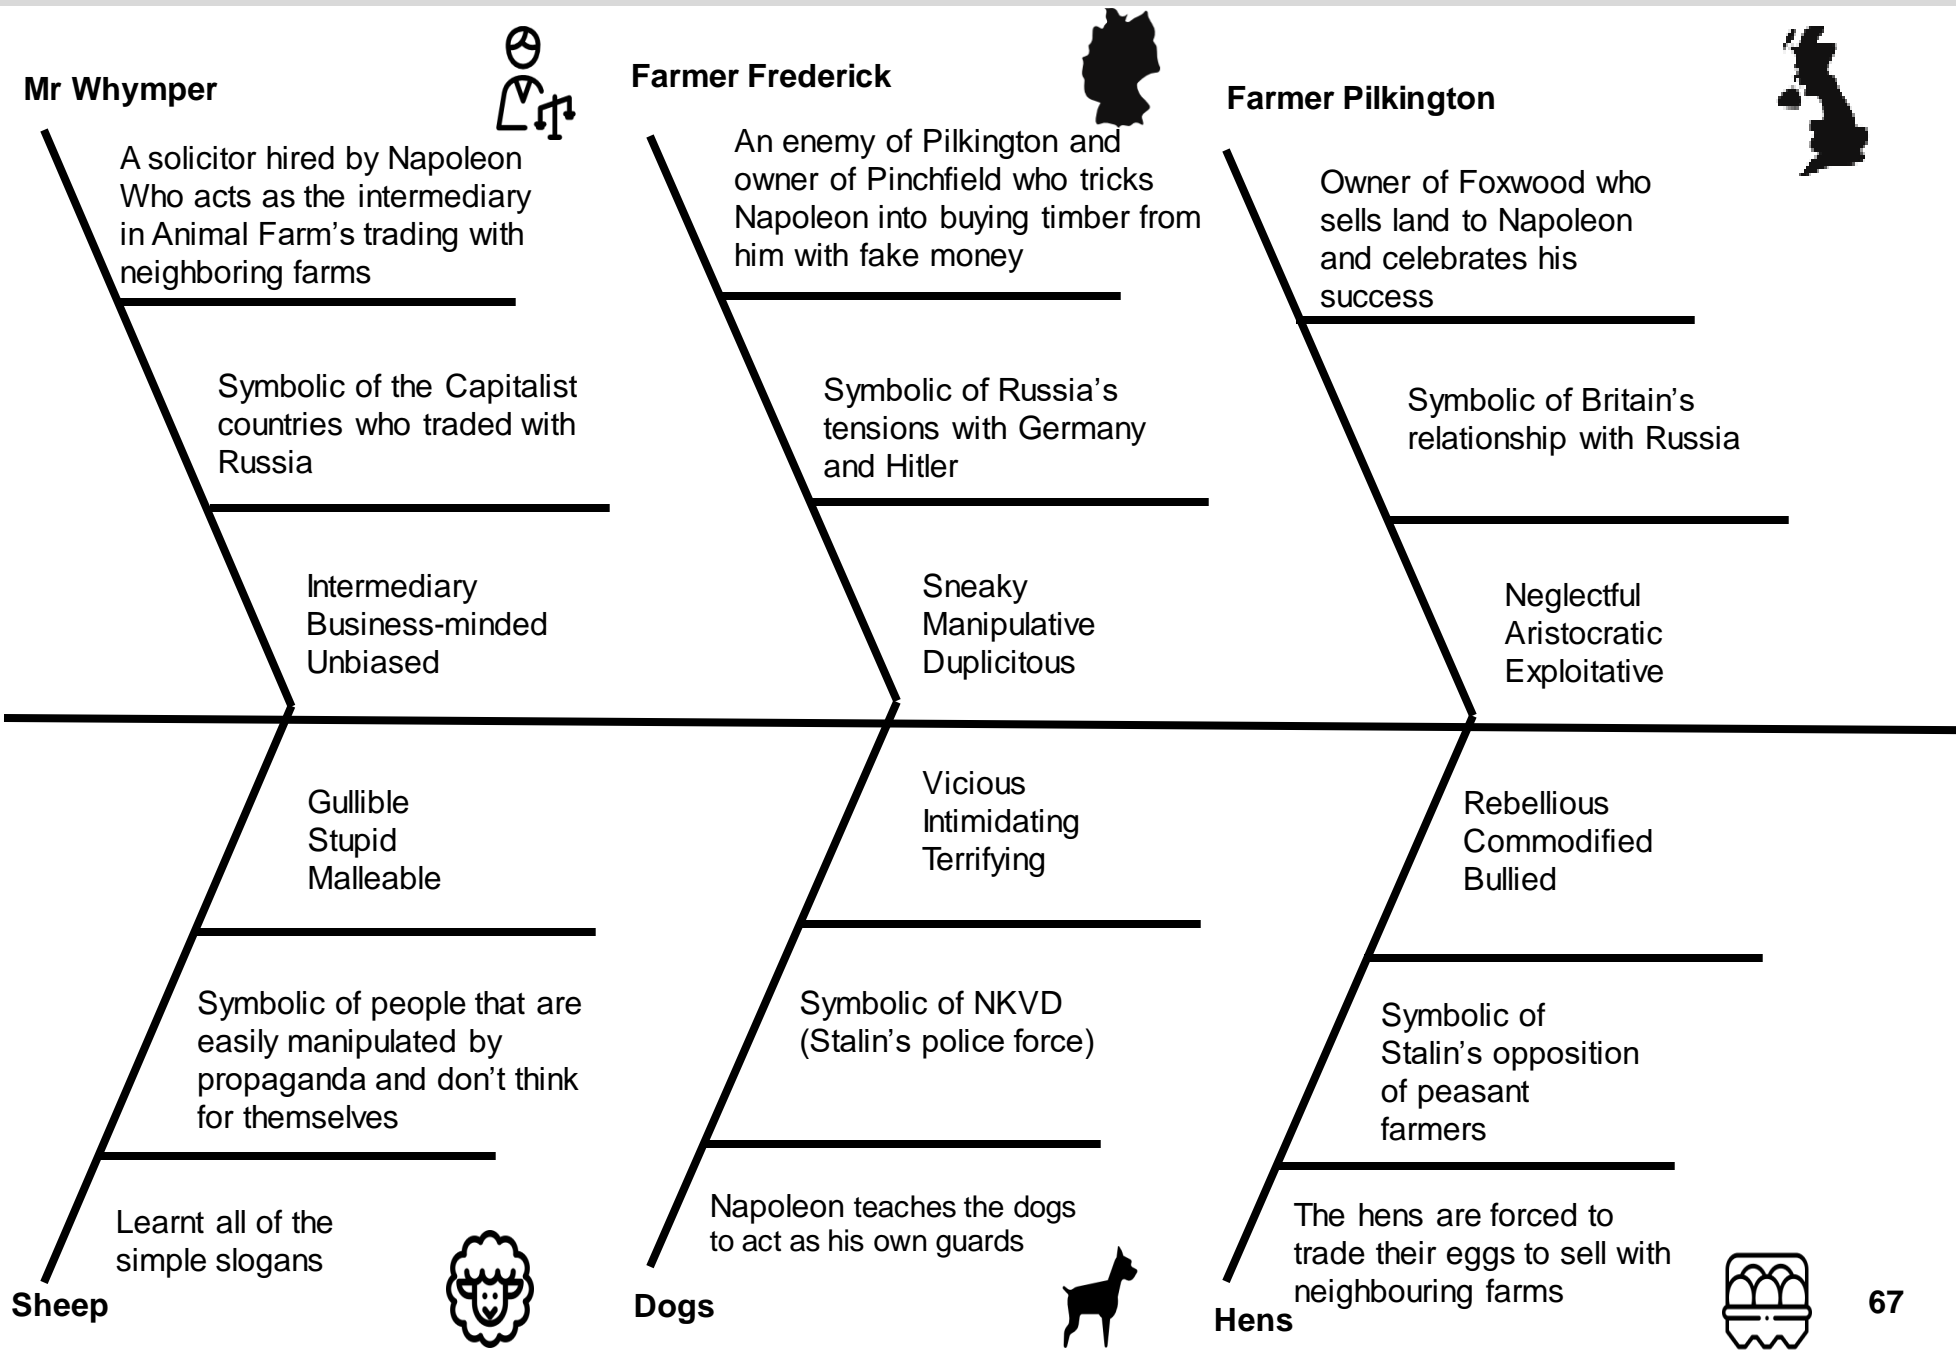 Mr Whymper
A solicitor hired by Napoleon
Who acts as the intermediary
in Animal Farm's trading with
neighboring farms
Symbolic of the Capitalist
countries who traded with
Russia
Intermediary
Business-minded
Unbiased
Farmer Frederick
An enemy of Pilkington and
owner of Pinchfield who tricks
Napoleon into buying timber from
him with fake money
Symbolic of Russia's
tensions with Germany
and Hitler
Sneaky
Manipulative
Duplicitous
Farmer Pilkington
Owner of Foxwood who
sells land to Napoleon
and celebrates his
success
Symbolic of Britain's
relationship with Russia
Neglectful
Aristocratic
Exploitative
Gullible
Stupid
Malleable
Symbolic of people that are
easily manipulated by
propaganda and don't think
for themselves
Learnt all of the
simple slogans
Sheep
Vicious
Intimidating
Terrifying
Symbolic of NKVD
(Stalin's police force)
Napoleon teaches the dogs
to act as his own guards
Dogs
Rebellious
Commodified
Bullied
Symbolic of
Stalin's opposition
of peasant
farmers
The hens are forced to
trade their eggs to sell with
neighbouring farms
Hens
67